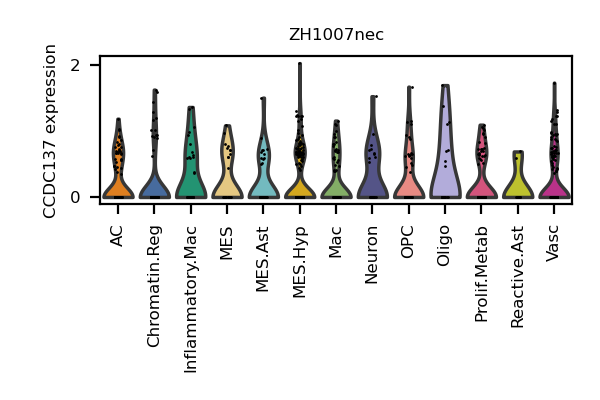 ZH1007nec
CCDC137 expression
2
0
AC
Chromatin.Reg
Inflammatory.Mac
MES
MES.Ast
MES.Hyp
Mac
Neuron
OPC
Oligo
Prolif.Metab
Reactive.Ast
Vasc